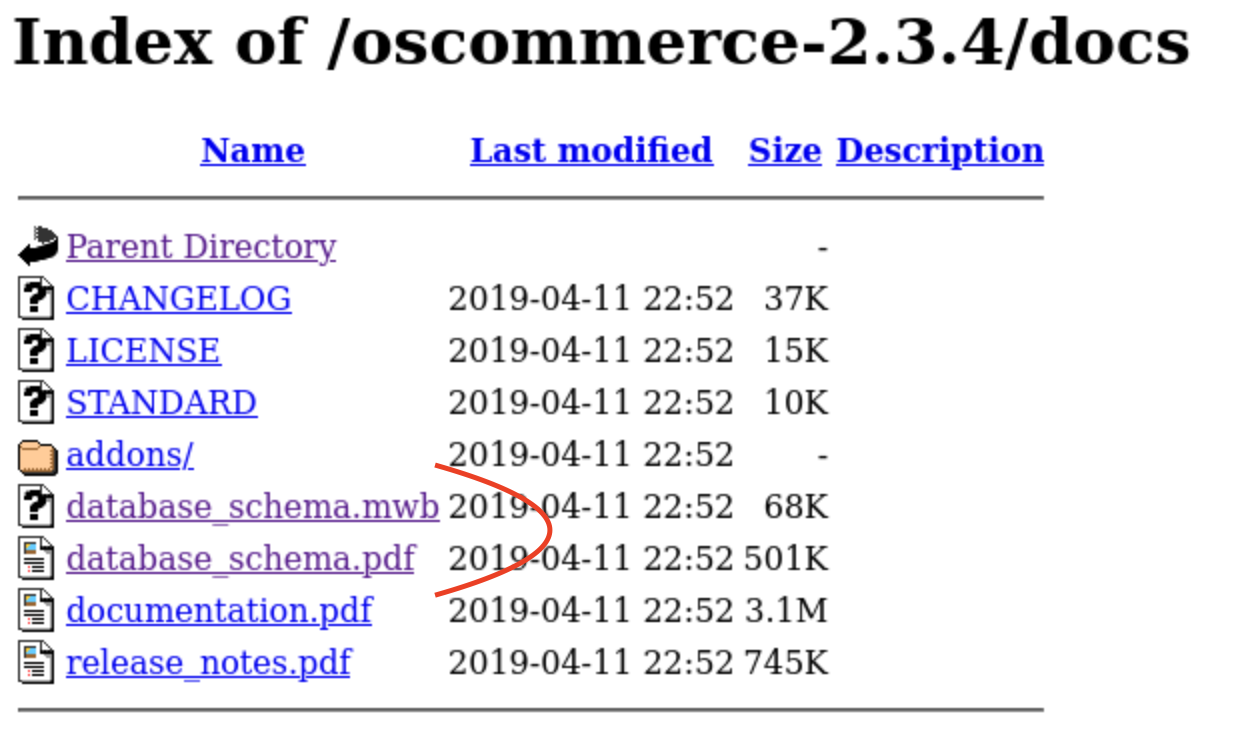 Index of /oscommerce-2.3.4/docs
Name Last modified Size Description
Parent Directory -
CHANGELOG 2019-04-11 22:52 37K
LICENSE 2019-04-11 22:52 15K
STANDARD 2019-04-11 22:52 10K
addons/ 2019-04-11 22:52 -
database_schema.mwb 2019-04-11 22:52 68K
database_schema.pdf 2019-04-11 22:52 501K
documentation.pdf 2019-04-11 22:52 3.1M
release_notes.pdf 2019-04-11 22:52 745K